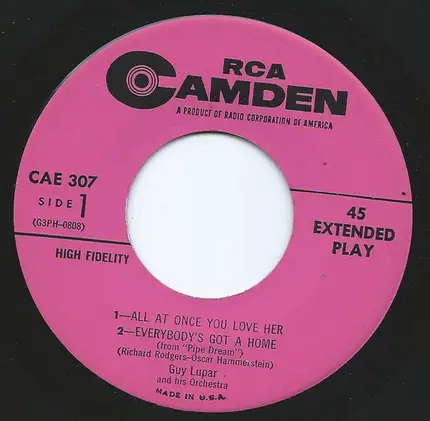 RCA
CAMDEN
A PRODUCT OF RADIO CORPORATION OF AMERICA
CAE 307
SIDE 1
(G3PH-0808)
45
EXTENDED
PLAY
HIGH FIDELITY
1—ALL AT ONCE YOU LOVE HER
2—EVERYBODY'S GOT A HOME
(from "Pipe Dream")
(Richard Rodgers-Oscar Hammerstein)
Guy Lupar
and his Orchestra
MADE IN U.S.A.